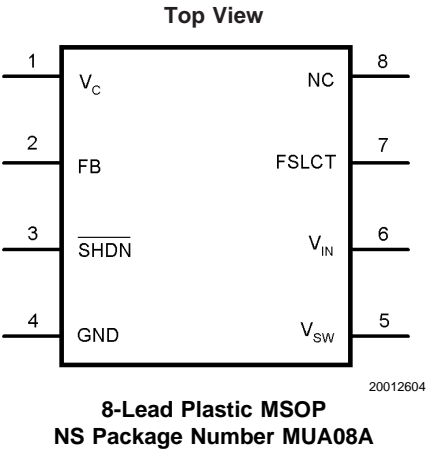 Top View
1
V_C
NC
8
2
FB
FSLCT
7
3
SHDN
V_IN
6
4
GND
V_SW
5
20012604
8-Lead Plastic MSOP
NS Package Number MUA08A